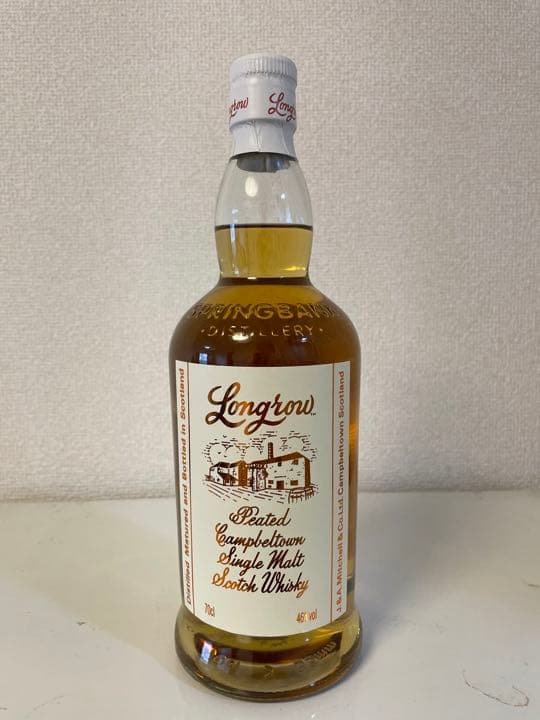 Longrow
SPRINGBANK
·DISTILLERY·
Longrow
Peated
Campbeltown
Single Malt
Scotch Whisky
70cl
46%vol
Distilled Matured and Bottled in Scotland
J.&A.Mitchell & Co.Ltd. Campbeltown Scotland